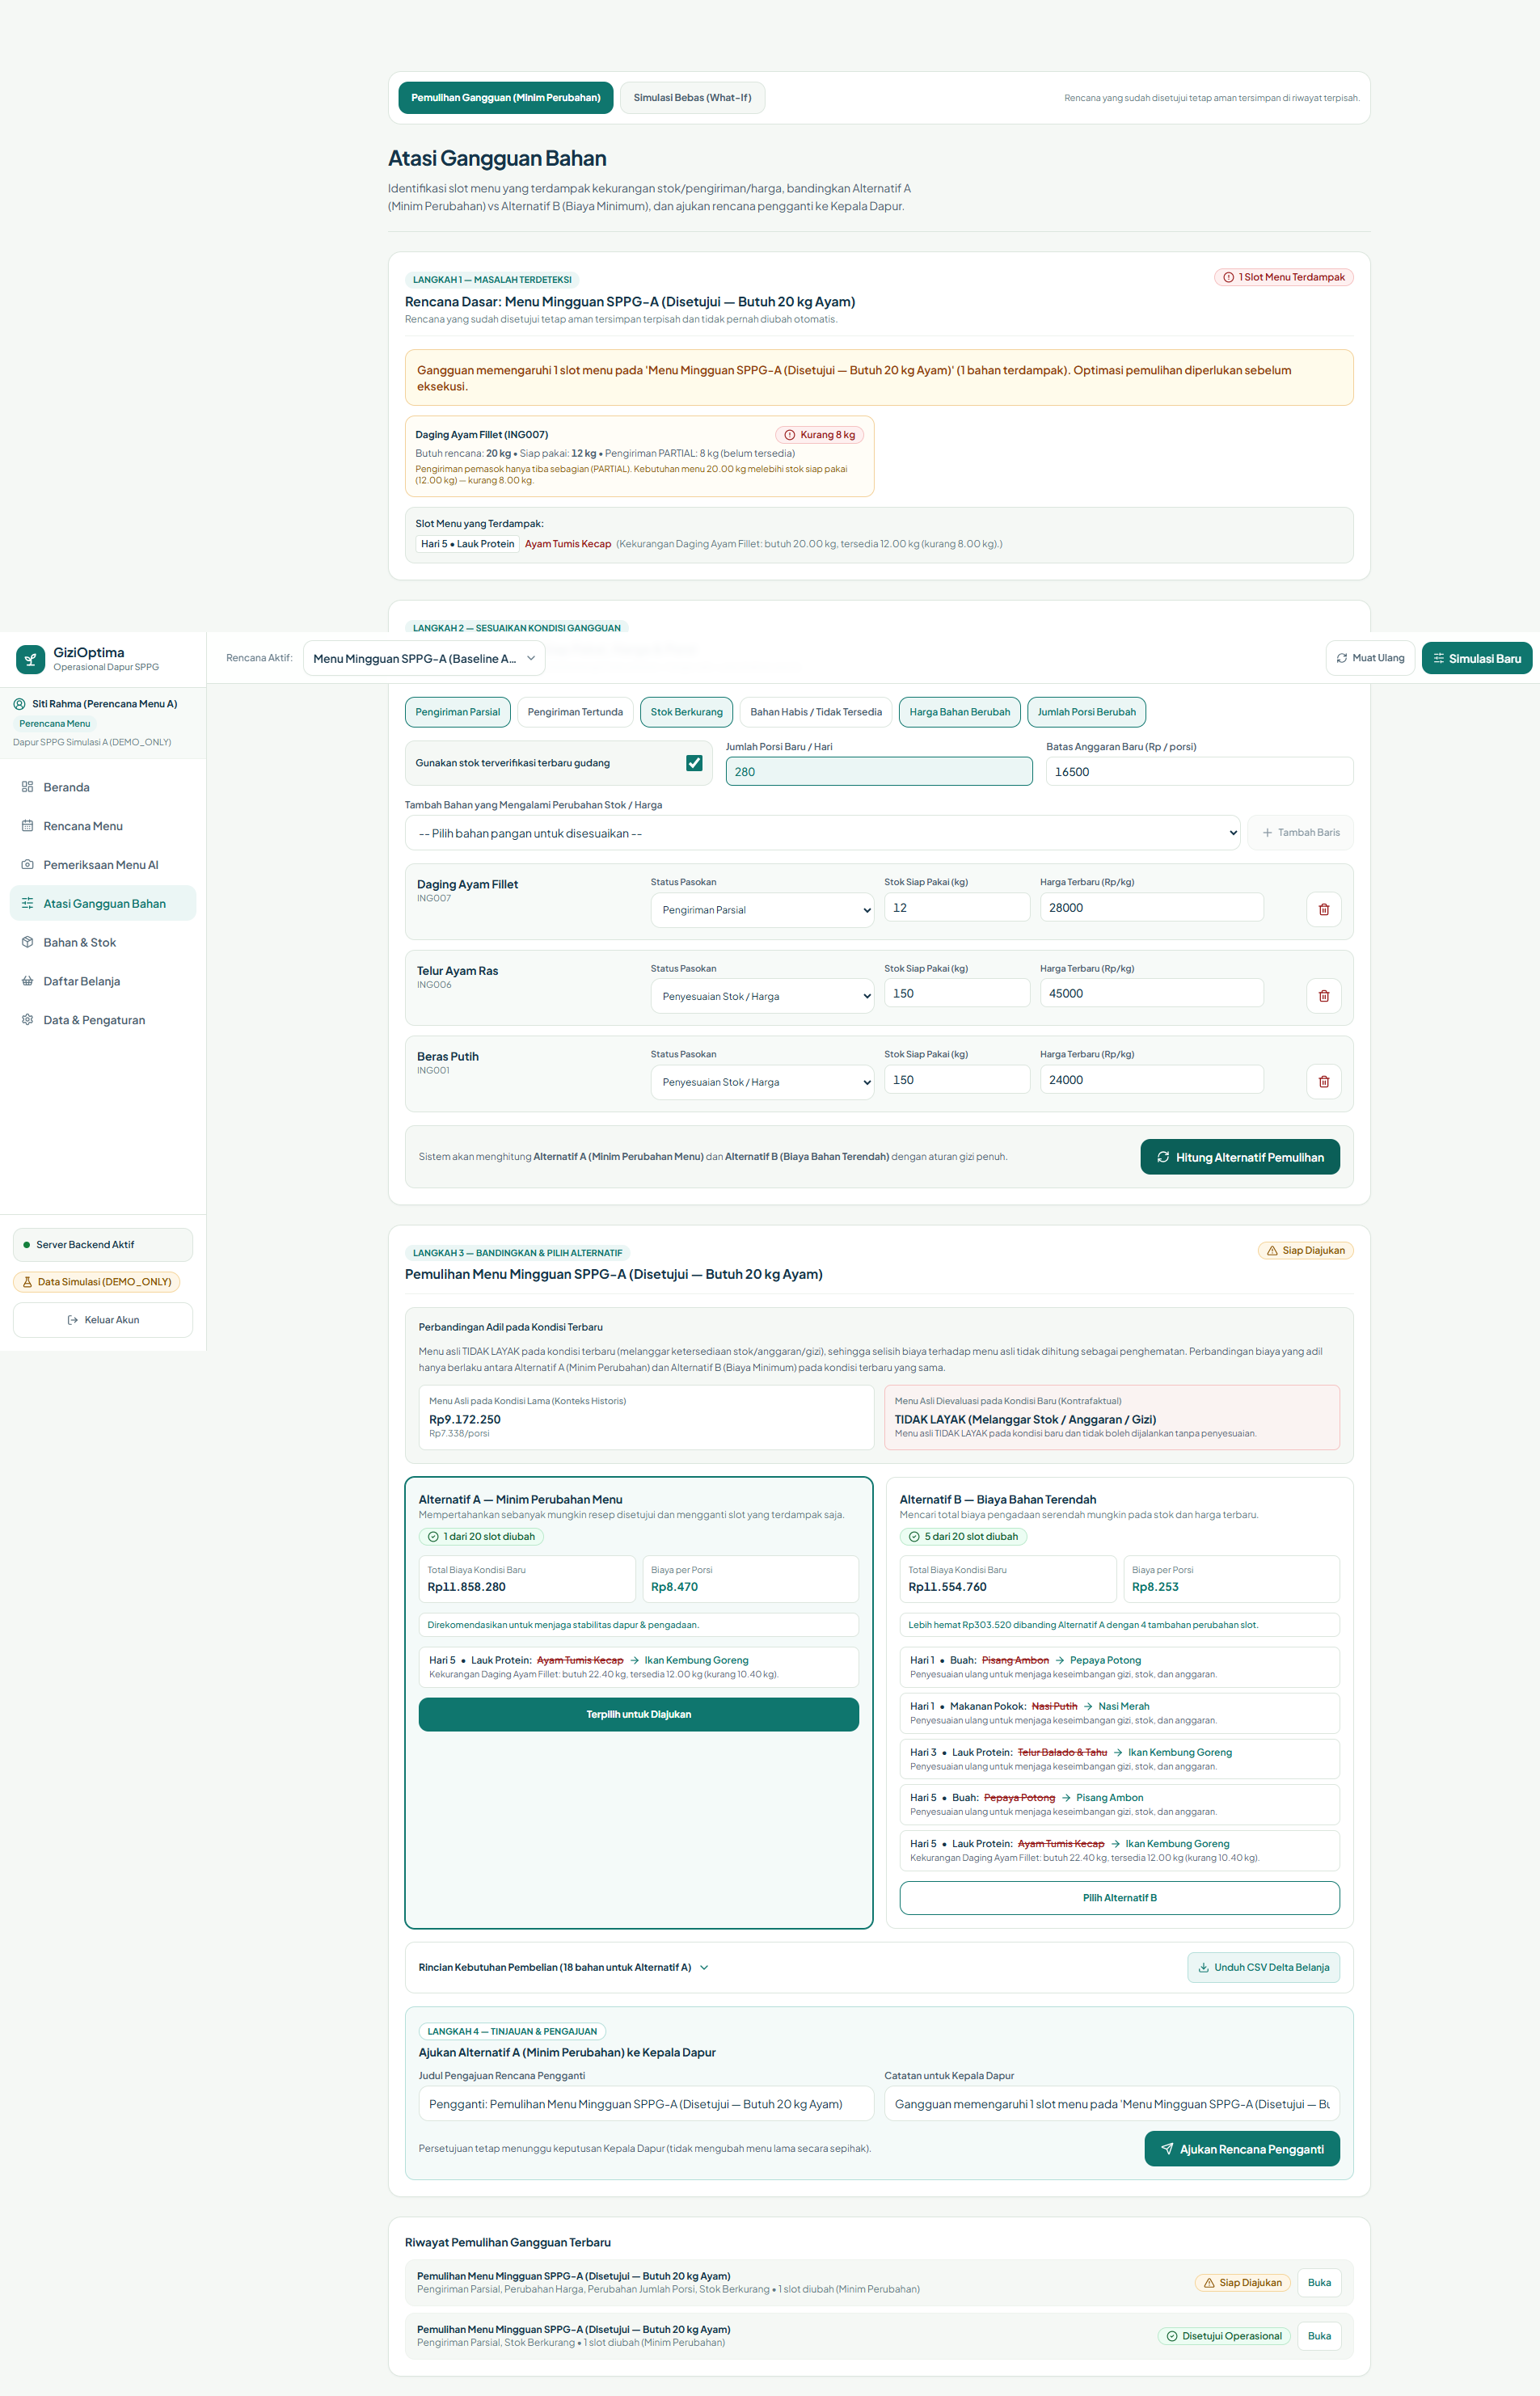 Pemulihan Gangguan (Minim Perubahan)
Simulasi Bebas (What-If)
Rencana yang sudah disetujui tetap aman tersimpan di riwayat terpisah.
Atasi Gangguan Bahan
Identifikasi slot menu yang terdampak kekurangan stok/pengiriman/harga, bandingkan Alternatif A
(Minim Perubahan) vs Alternatif B (Biaya Minimum), dan ajukan rencana pengganti ke Kepala Dapur.
LANGKAH 1 — MASALAH TERDETEKSI
1 Slot Menu Terdampak
Rencana Dasar: Menu Mingguan SPPG-A (Disetujui — Butuh 20 kg Ayam)
Rencana yang sudah disetujui tetap aman tersimpan terpisah dan tidak pernah diubah otomatis.
Gangguan memengaruhi 1 slot menu pada 'Menu Mingguan SPPG-A (Disetujui — Butuh 20 kg Ayam)' (1 bahan terdampak). Optimasi pemulihan diperlukan sebelum
eksekusi.
Daging Ayam Fillet (ING007)
Kurang 8 kg
Butuh rencana: 20 kg • Siap pakai: 12 kg • Pengiriman PARTIAL: 8 kg (belum tersedia)
Pengiriman pemasok hanya tiba sebagian (PARTIAL). Kebutuhan menu 20.00 kg melebihi stok siap pakai
(12.00 kg) — kurang 8.00 kg.
Slot Menu yang Terdampak:
Hari 5 • Lauk Protein Ayam Tumis Kecap (Kekurangan Daging Ayam Fillet: butuh 20.00 kg, tersedia 12.00 kg (kurang 8.00 kg).)
LANGKAH 2 — SESUAIKAN KONDISI GANGGUAN
GiziOptima
Operasional Dapur SPPG
Rencana Aktif:
Menu Mingguan SPPG-A (Baseline A...
Muat Ulang
Simulasi Baru
Siti Rahma (Perencana Menu A)
Perencana Menu
Dapur SPPG Simulasi A (DEMO_ONLY)
Beranda
Rencana Menu
Pemeriksaan Menu AI
Atasi Gangguan Bahan
Bahan & Stok
Daftar Belanja
Data & Pengaturan
Server Backend Aktif
Data Simulasi (DEMO_ONLY)
Keluar Akun
Pengiriman Parsial
Pengiriman Tertunda
Stok Berkurang
Bahan Habis / Tidak Tersedia
Harga Bahan Berubah
Jumlah Porsi Berubah
Gunakan stok terverifikasi terbaru gudang
Jumlah Porsi Baru / Hari
280
Batas Anggaran Baru (Rp / porsi)
16500
Tambah Bahan yang Mengalami Perubahan Stok / Harga
-- Pilih bahan pangan untuk disesuaikan --
Tambah Baris
Daging Ayam Fillet
ING007
Status Pasokan
Pengiriman Parsial
Stok Siap Pakai (kg)
12
Harga Terbaru (Rp/kg)
28000
Telur Ayam Ras
ING006
Status Pasokan
Penyesuaian Stok / Harga
Stok Siap Pakai (kg)
150
Harga Terbaru (Rp/kg)
45000
Beras Putih
ING001
Status Pasokan
Penyesuaian Stok / Harga
Stok Siap Pakai (kg)
150
Harga Terbaru (Rp/kg)
24000
Sistem akan menghitung Alternatif A (Minim Perubahan Menu) dan Alternatif B (Biaya Bahan Terendah) dengan aturan gizi penuh.
Hitung Alternatif Pemulihan
LANGKAH 3 — BANDINGKAN & PILIH ALTERNATIF
Siap Diajukan
Pemulihan Menu Mingguan SPPG-A (Disetujui — Butuh 20 kg Ayam)
Perbandingan Adil pada Kondisi Terbaru
Menu asli TIDAK LAYAK pada kondisi terbaru (melanggar ketersediaan stok/anggaran/gizi), sehingga selisih biaya terhadap menu asli tidak dihitung sebagai penghematan. Perbandingan biaya yang adil
hanya berlaku antara Alternatif A (Minim Perubahan) dan Alternatif B (Biaya Minimum) pada kondisi terbaru yang sama.
Menu Asli pada Kondisi Lama (Konteks Historis)
Rp9.172.250
Rp7.338/porsi
Menu Asli Dievaluasi pada Kondisi Baru (Kontrafaktual)
TIDAK LAYAK (Melanggar Stok / Anggaran / Gizi)
Menu asli TIDAK LAYAK pada kondisi baru dan tidak boleh dijalankan tanpa penyesuaian.
Alternatif A — Minim Perubahan Menu
Mempertahankan sebanyak mungkin resep disetujui dan mengganti slot yang terdampak saja.
1 dari 20 slot diubah
Total Biaya Kondisi Baru
Rp11.858.280
Biaya per Porsi
Rp8.470
Direkomendasikan untuk menjaga stabilitas dapur & pengadaan.
Hari 5 • Lauk Protein: Ayam Tumis Kecap → Ikan Kembung Goreng
Kekurangan Daging Ayam Fillet: butuh 22.40 kg, tersedia 12.00 kg (kurang 10.40 kg).
Terpilih untuk Diajukan
Alternatif B — Biaya Bahan Terendah
Mencari total biaya pengadaan serendah mungkin pada stok dan harga terbaru.
5 dari 20 slot diubah
Total Biaya Kondisi Baru
Rp11.554.760
Biaya per Porsi
Rp8.253
Lebih hemat Rp303.520 dibanding Alternatif A dengan 4 tambahan perubahan slot.
Hari 1 • Buah: Pisang Ambon → Pepaya Potong
Penyesuaian ulang untuk menjaga keseimbangan gizi, stok, dan anggaran.
Hari 1 • Makanan Pokok: Nasi Putih → Nasi Merah
Penyesuaian ulang untuk menjaga keseimbangan gizi, stok, dan anggaran.
Hari 3 • Lauk Protein: Telur Balado & Tahu → Ikan Kembung Goreng
Penyesuaian ulang untuk menjaga keseimbangan gizi, stok, dan anggaran.
Hari 5 • Buah: Pepaya Potong → Pisang Ambon
Penyesuaian ulang untuk menjaga keseimbangan gizi, stok, dan anggaran.
Hari 5 • Lauk Protein: Ayam Tumis Kecap → Ikan Kembung Goreng
Kekurangan Daging Ayam Fillet: butuh 22.40 kg, tersedia 12.00 kg (kurang 10.40 kg).
Pilih Alternatif B
Rincian Kebutuhan Pembelian (18 bahan untuk Alternatif A)
Unduh CSV Delta Belanja
LANGKAH 4 — TINJAUAN & PENGAJUAN
Ajukan Alternatif A (Minim Perubahan) ke Kepala Dapur
Judul Pengajuan Rencana Pengganti
Pengganti: Pemulihan Menu Mingguan SPPG-A (Disetujui — Butuh 20 kg Ayam)
Catatan untuk Kepala Dapur
Gangguan memengaruhi 1 slot menu pada 'Menu Mingguan SPPG-A (Disetujui — Bu
Persetujuan tetap menunggu keputusan Kepala Dapur (tidak mengubah menu lama secara sepihak).
Ajukan Rencana Pengganti
Riwayat Pemulihan Gangguan Terbaru
Pemulihan Menu Mingguan SPPG-A (Disetujui — Butuh 20 kg Ayam)
Pengiriman Parsial, Perubahan Harga, Perubahan Jumlah Porsi, Stok Berkurang • 1 slot diubah (Minim Perubahan)
Siap Diajukan
Buka
Pemulihan Menu Mingguan SPPG-A (Disetujui — Butuh 20 kg Ayam)
Pengiriman Parsial, Stok Berkurang • 1 slot diubah (Minim Perubahan)
Disetujui Operasional
Buka